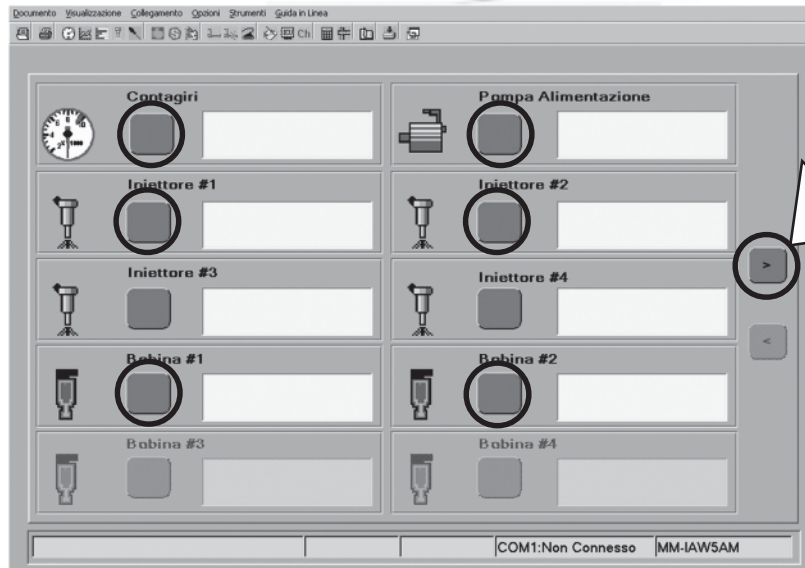 Documento Visualizzazione Collegamento Opzioni Strumenti Guida in Linea
Ch
Contagiri
Pompa Alimentazione
Iniettore #1
Iniettore #2
Iniettore #3
Iniettore #4
>
<
Bobina #1
Bobina #2
Bobina #3
Bobina #4
COM1:Non Connesso MM-IAW5AM